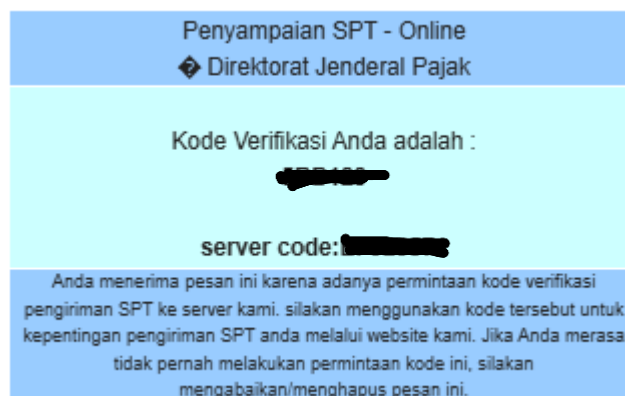 Penyampaian SPT - Online
� Direktorat Jenderal Pajak
Kode Verifikasi Anda adalah :
server code:
Anda menerima pesan ini karena adanya permintaan kode verifikasi
pengiriman SPT ke server kami. silakan menggunakan kode tersebut untuk
kepentingan pengiriman SPT anda melalui website kami. Jika Anda merasa
tidak pernah melakukan permintaan kode ini, silakan
mengabaikan/menghapus pesan ini.